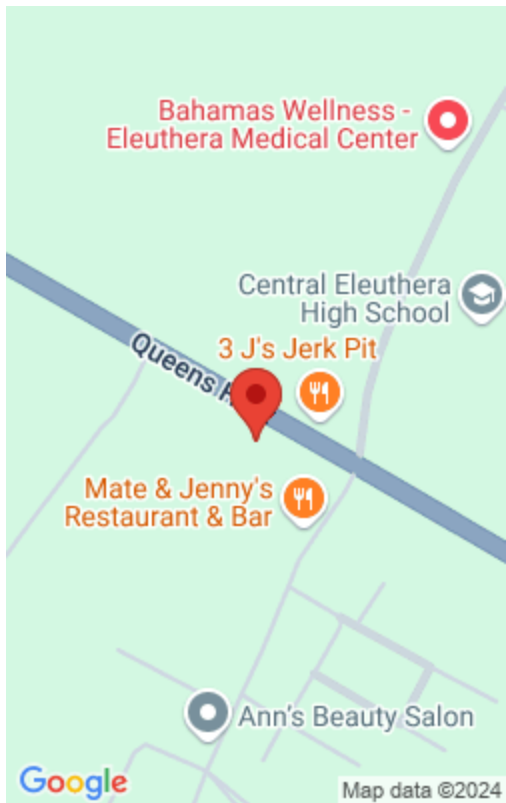 Bahamas Wellness -
Eleuthera Medical Center
Central Eleuthera
High School
3 J's Jerk Pit
Queens H
Mate & Jenny's
Restaurant & Bar
Ann's Beauty Salon
Google
Map data ©2024